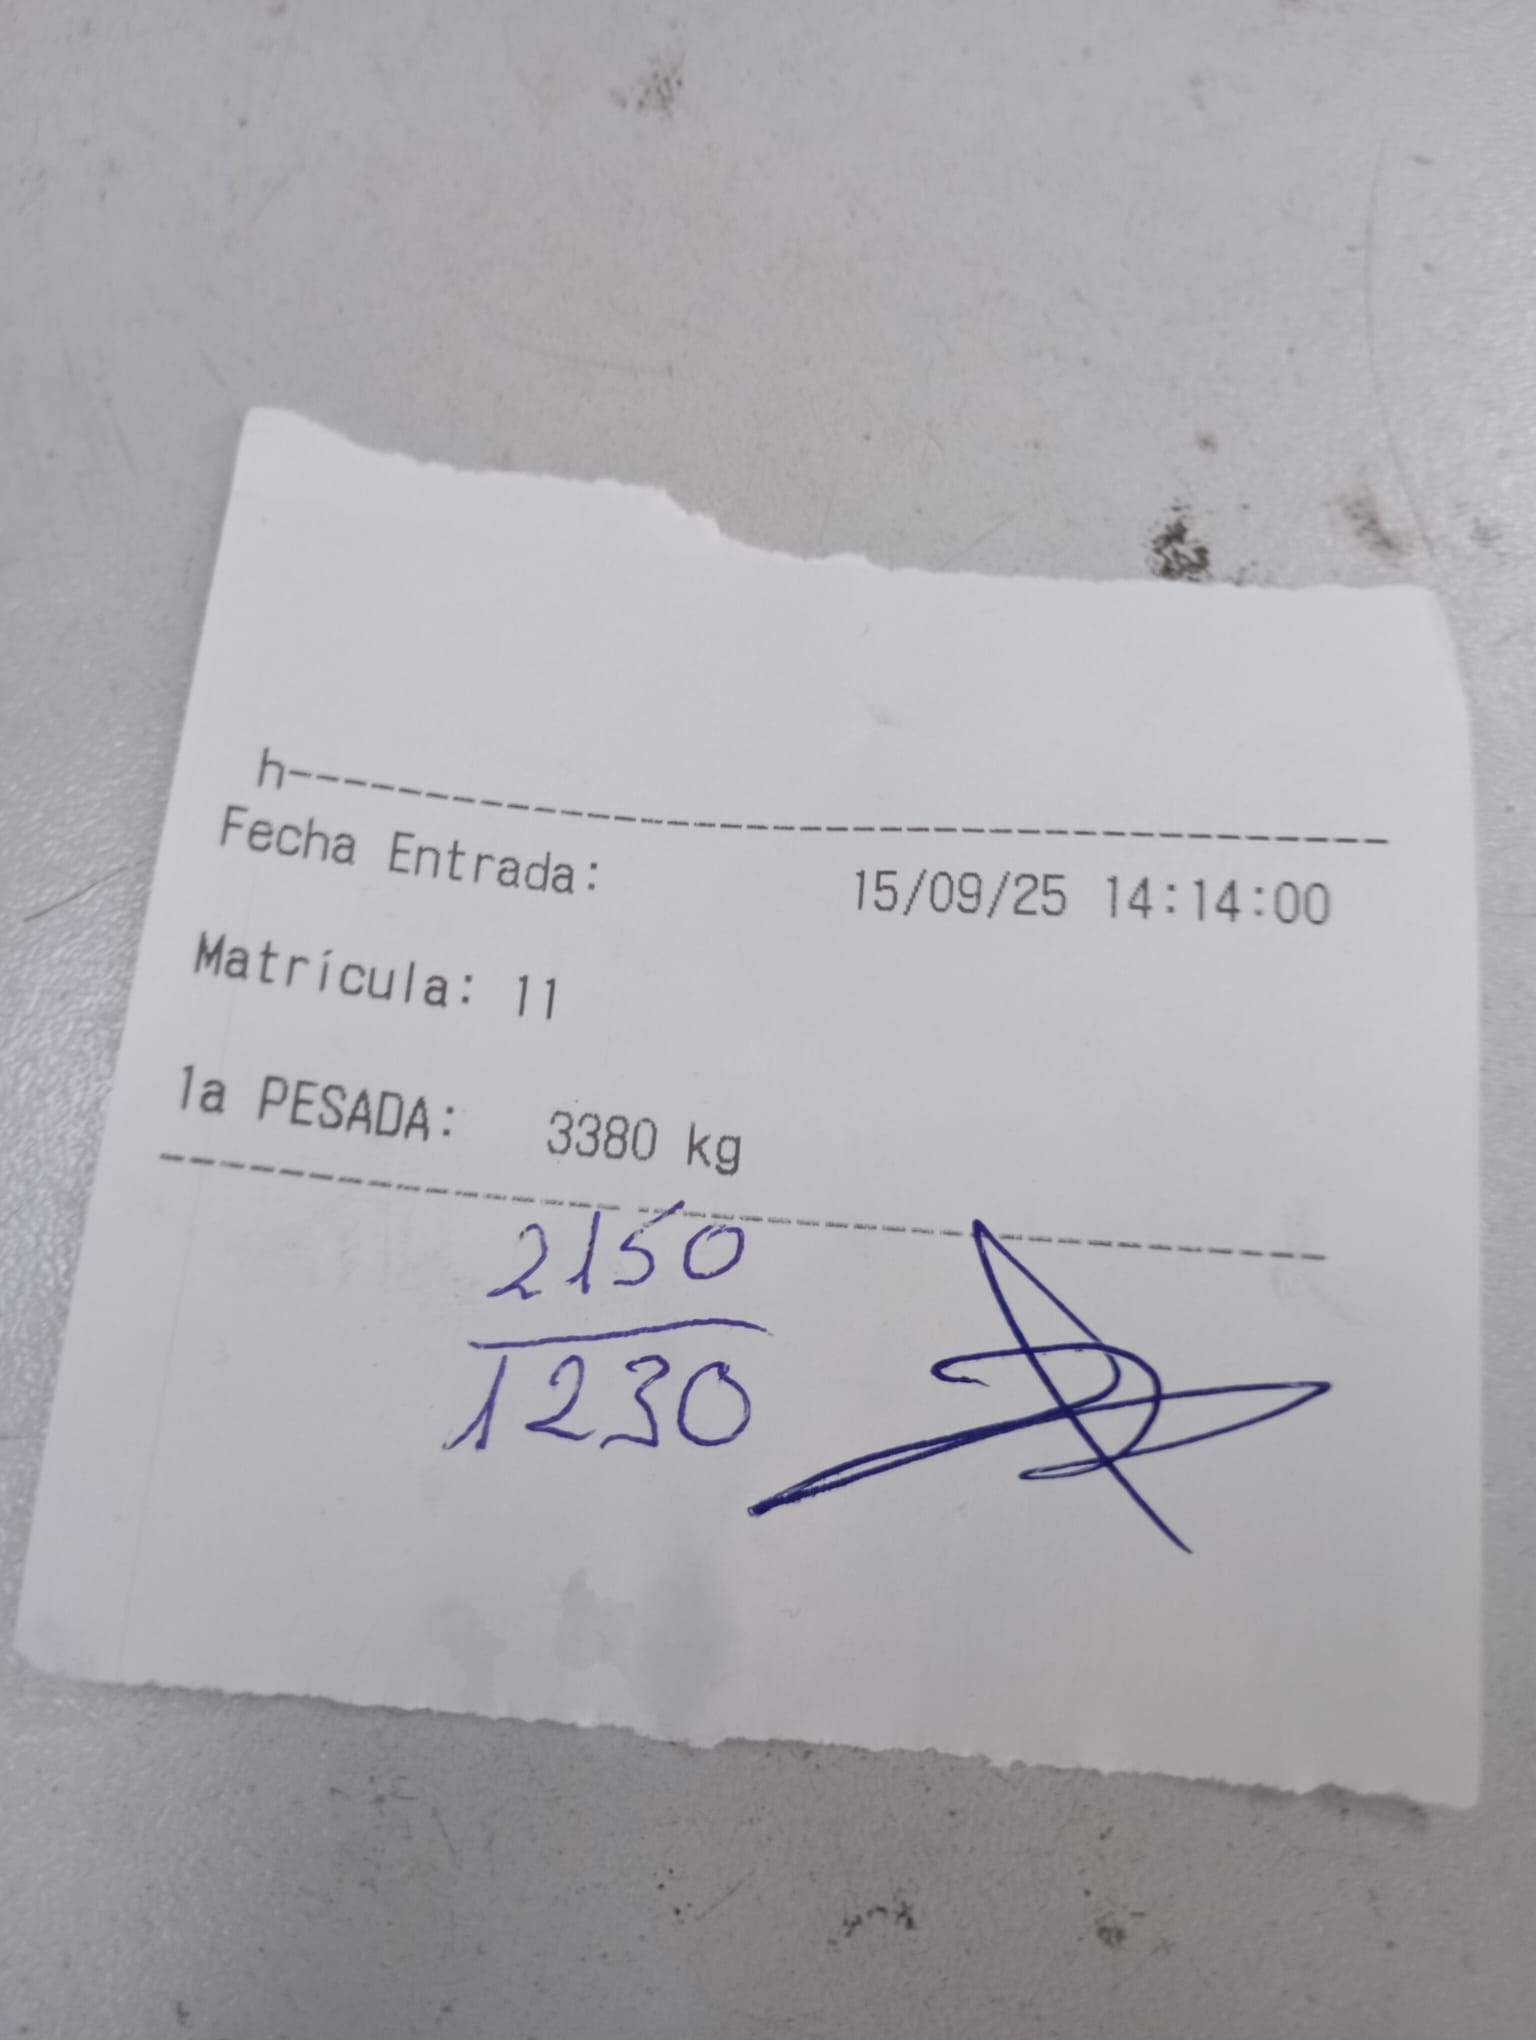 h-----------------------------------------
Fecha Entrada: 15/09/25 14:14:00
Matrícula: 11
1a PESADA: 3380 kg
2150
1230